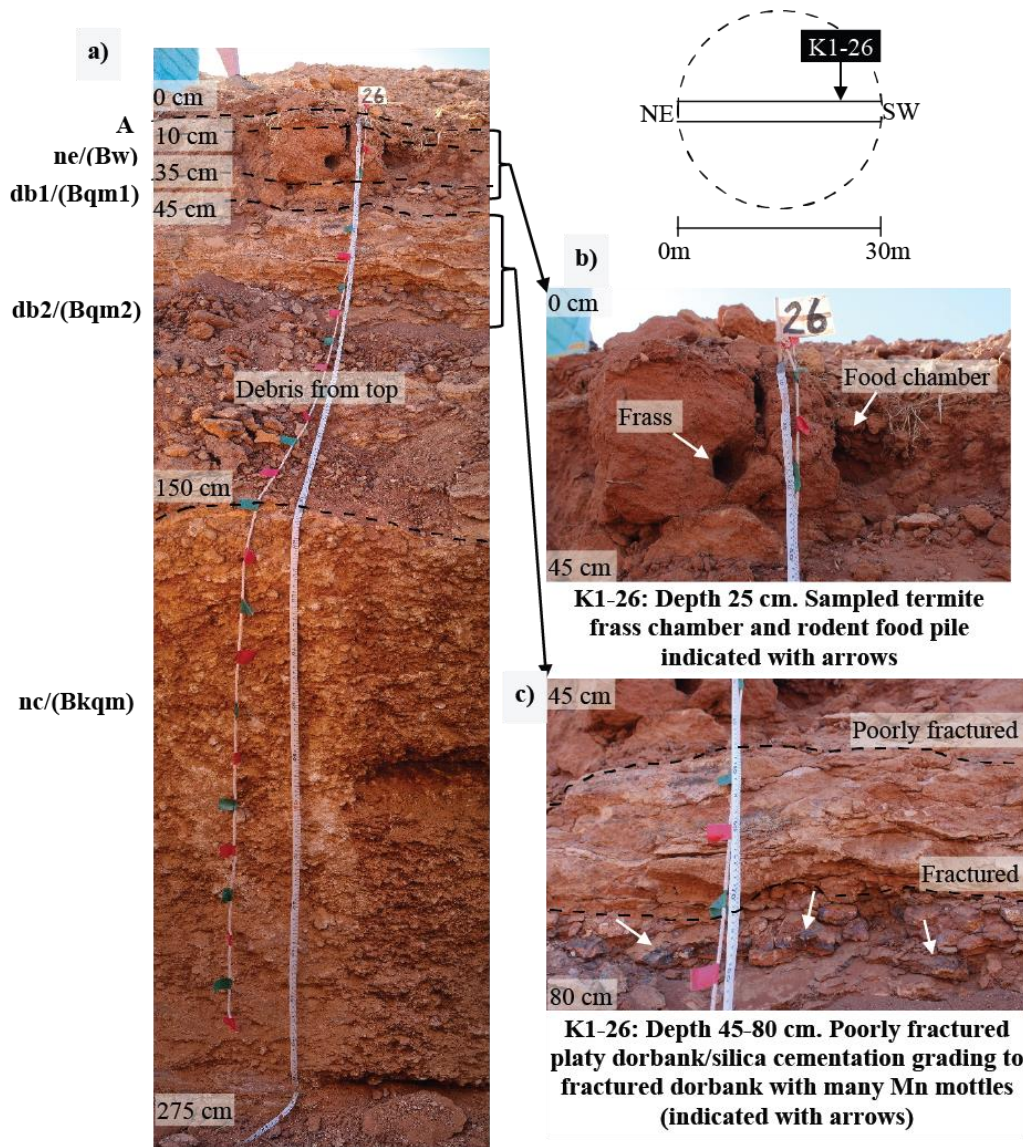 a)
0 cm
26
A
10 cm
ne/(Bw)
35 cm
db1/(Bqm1)
45 cm
db2/(Bqm2)
Debris from top
150 cm
nc/(Bkqm)
275 cm
K1-26
NE
SW
0m
30m
b)
0 cm
26
Food chamber
Frass
45 cm
K1-26: Depth 25 cm. Sampled termite
frass chamber and rodent food pile
indicated with arrows
c)
45 cm
Poorly fractured
Fractured
80 cm
K1-26: Depth 45-80 cm. Poorly fractured
platy dorbank/silica cementation grading to
fractured dorbank with many Mn mottles
(indicated with arrows)